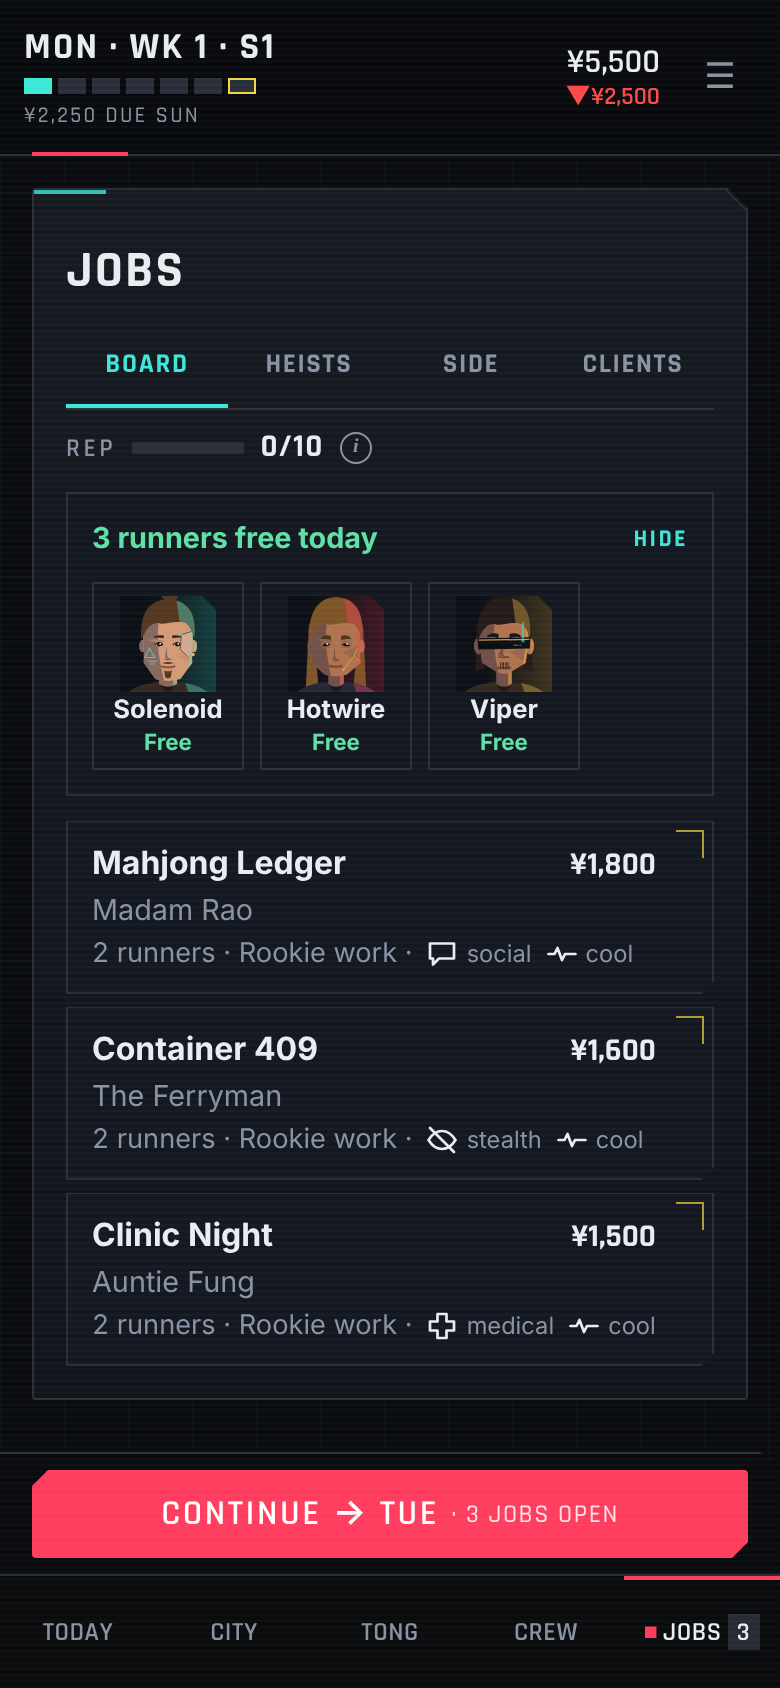 MON · WK 1 · S1
¥2,250 DUE SUN
¥5,500
▼¥2,500
JOBS
BOARD HEISTS SIDE CLIENTS
REP 0/10 i
3 runners free today HIDE
Solenoid Hotwire Viper
Free Free Free
Mahjong Ledger ¥1,800
Madam Rao
2 runners · Rookie work · social cool
Container 409 ¥1,600
The Ferryman
2 runners · Rookie work · stealth cool
Clinic Night ¥1,500
Auntie Fung
2 runners · Rookie work · medical cool
CONTINUE → TUE · 3 JOBS OPEN
TODAY CITY TONG CREW JOBS 3